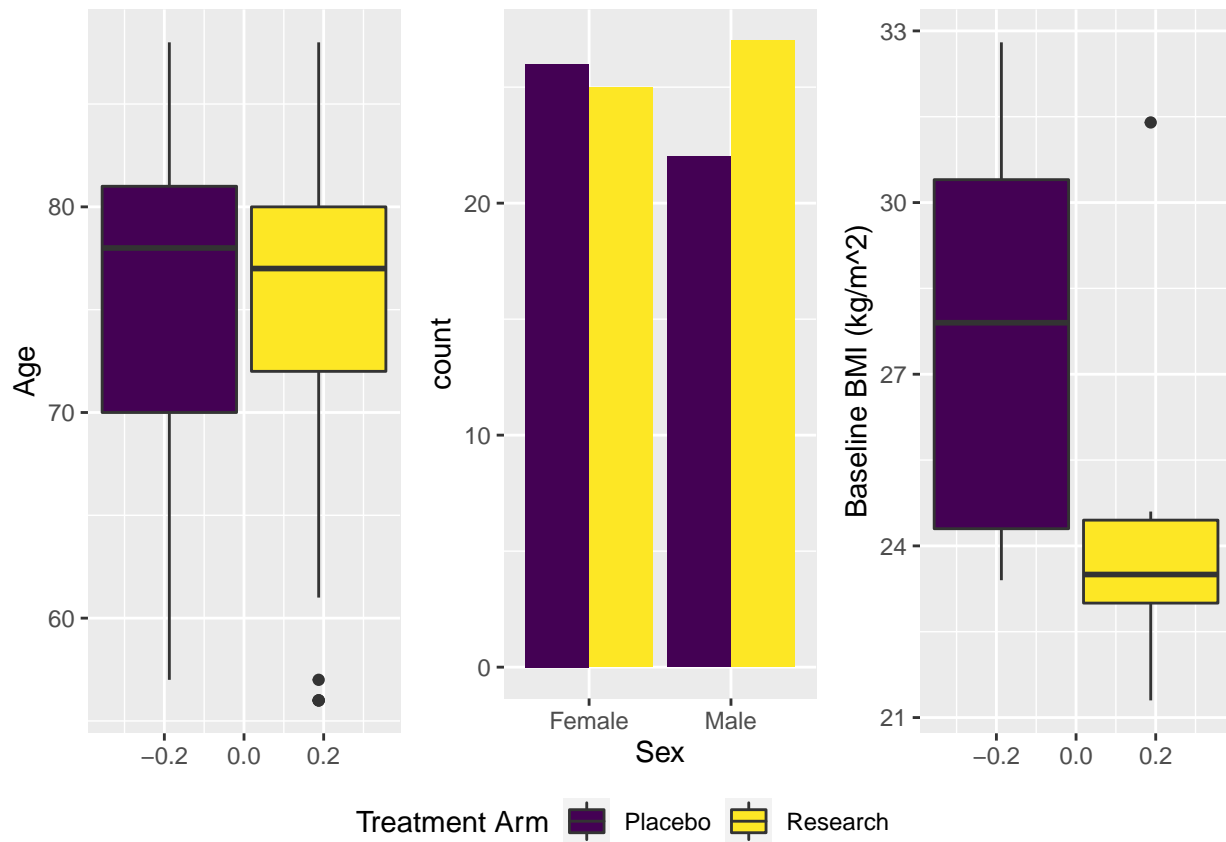 Age
80
70
60
−0.2
0.0
0.2
count
20
10
0
Female
Male
Sex
Baseline BMI (kg/m^2)
33
30
27
24
21
−0.2
0.0
0.2
Treatment Arm Placebo Research